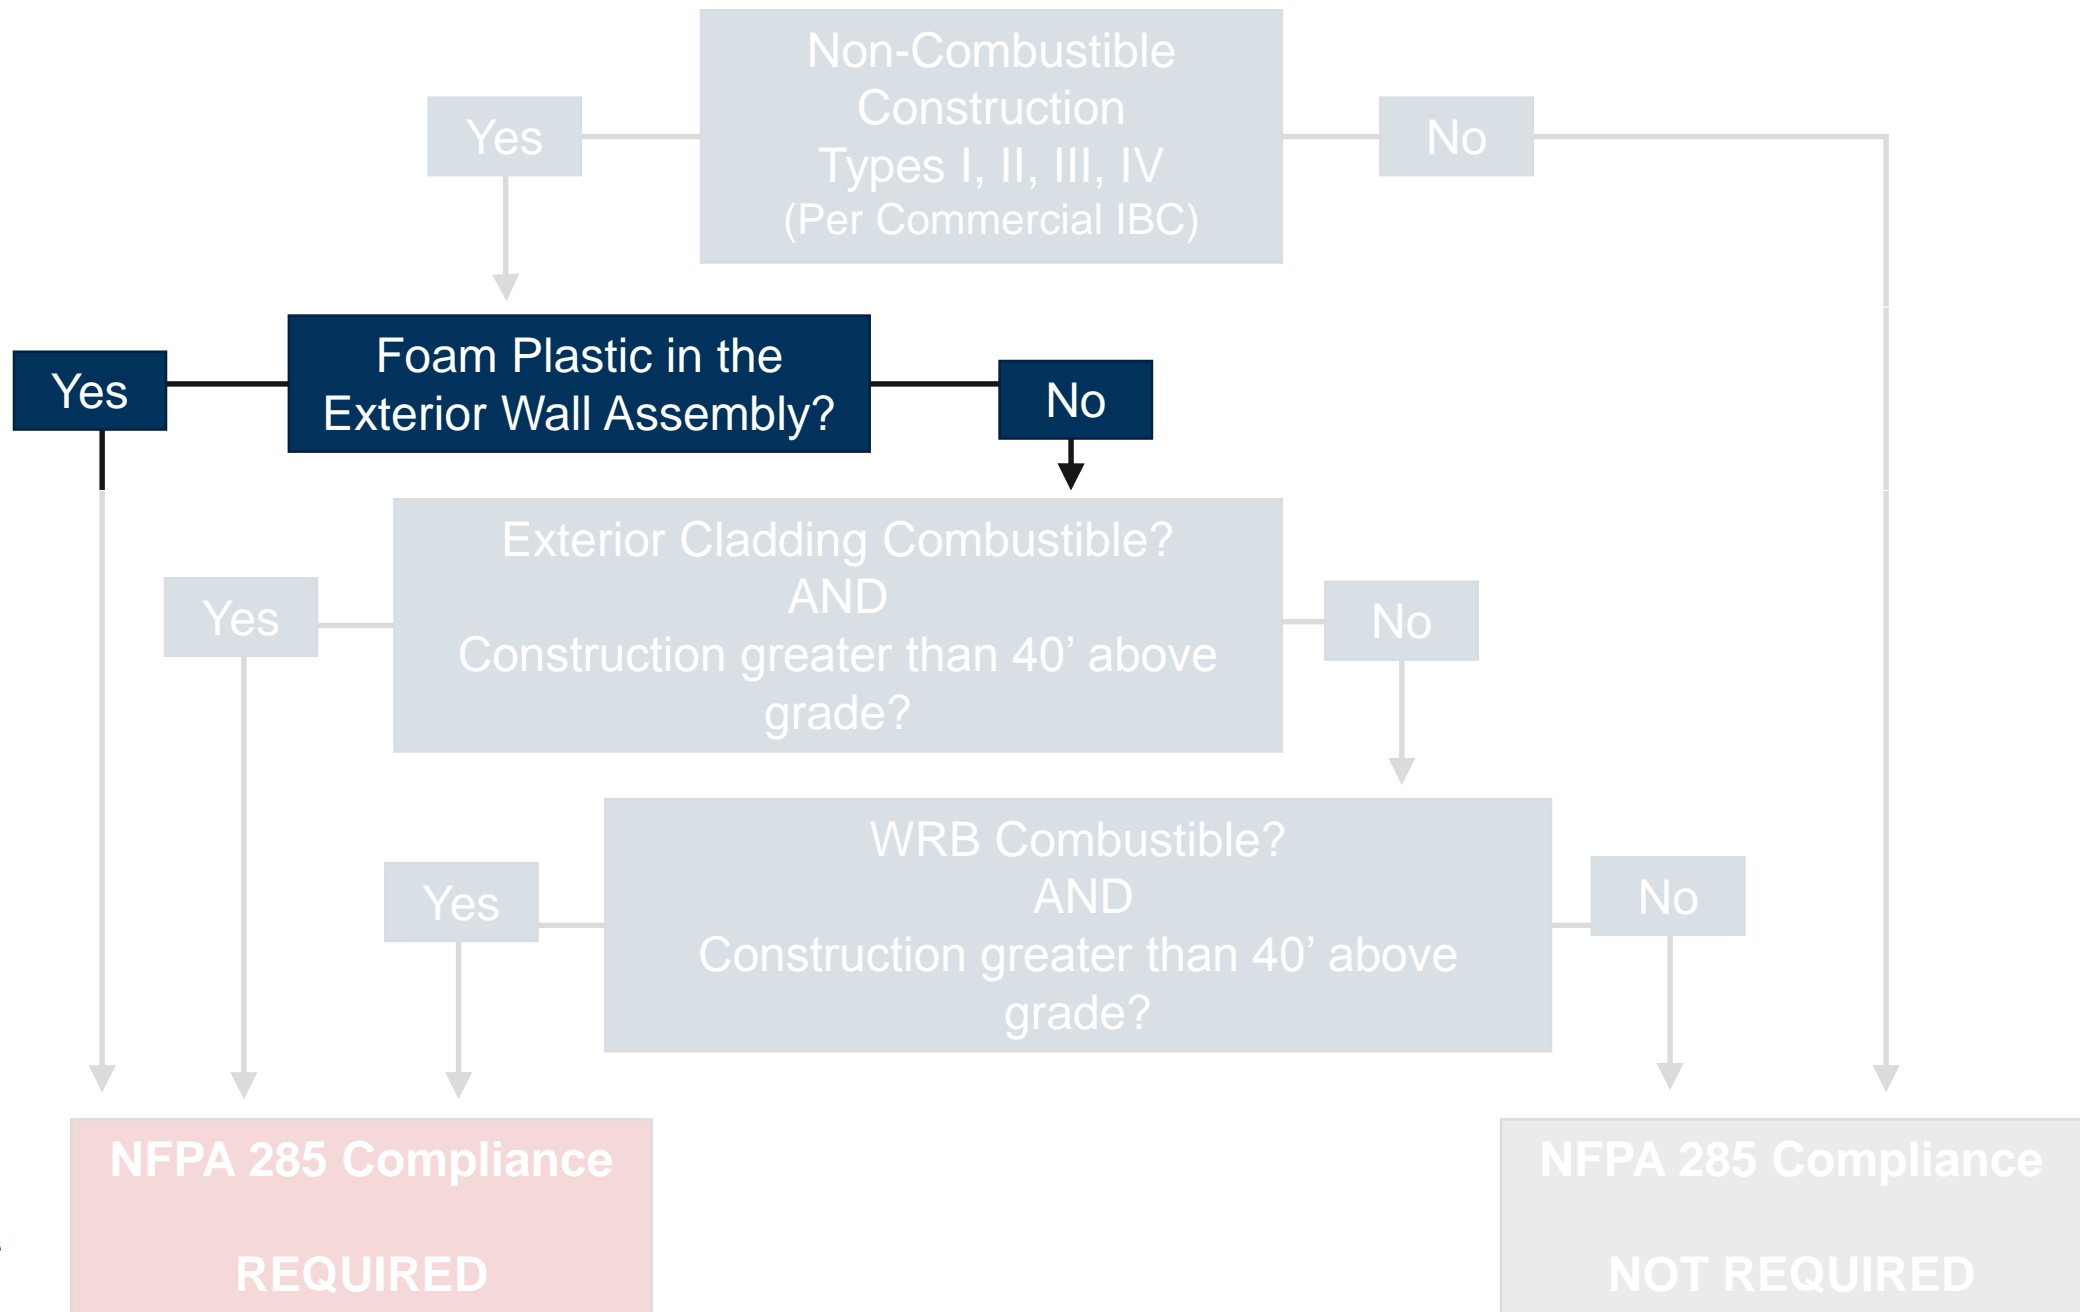 Non-Combustible
Construction
Types I, II, III, IV
(Per Commercial IBC)
Yes
No
Foam Plastic in the
Exterior Wall Assembly?
Yes
No
Exterior Cladding Combustible?
AND
Construction greater than 40’ above
grade?
Yes
No
WRB Combustible?
AND
Construction greater than 40’ above
grade?
Yes
No
NFPA 285 Compliance
REQUIRED
NFPA 285 Compliance
NOT REQUIRED